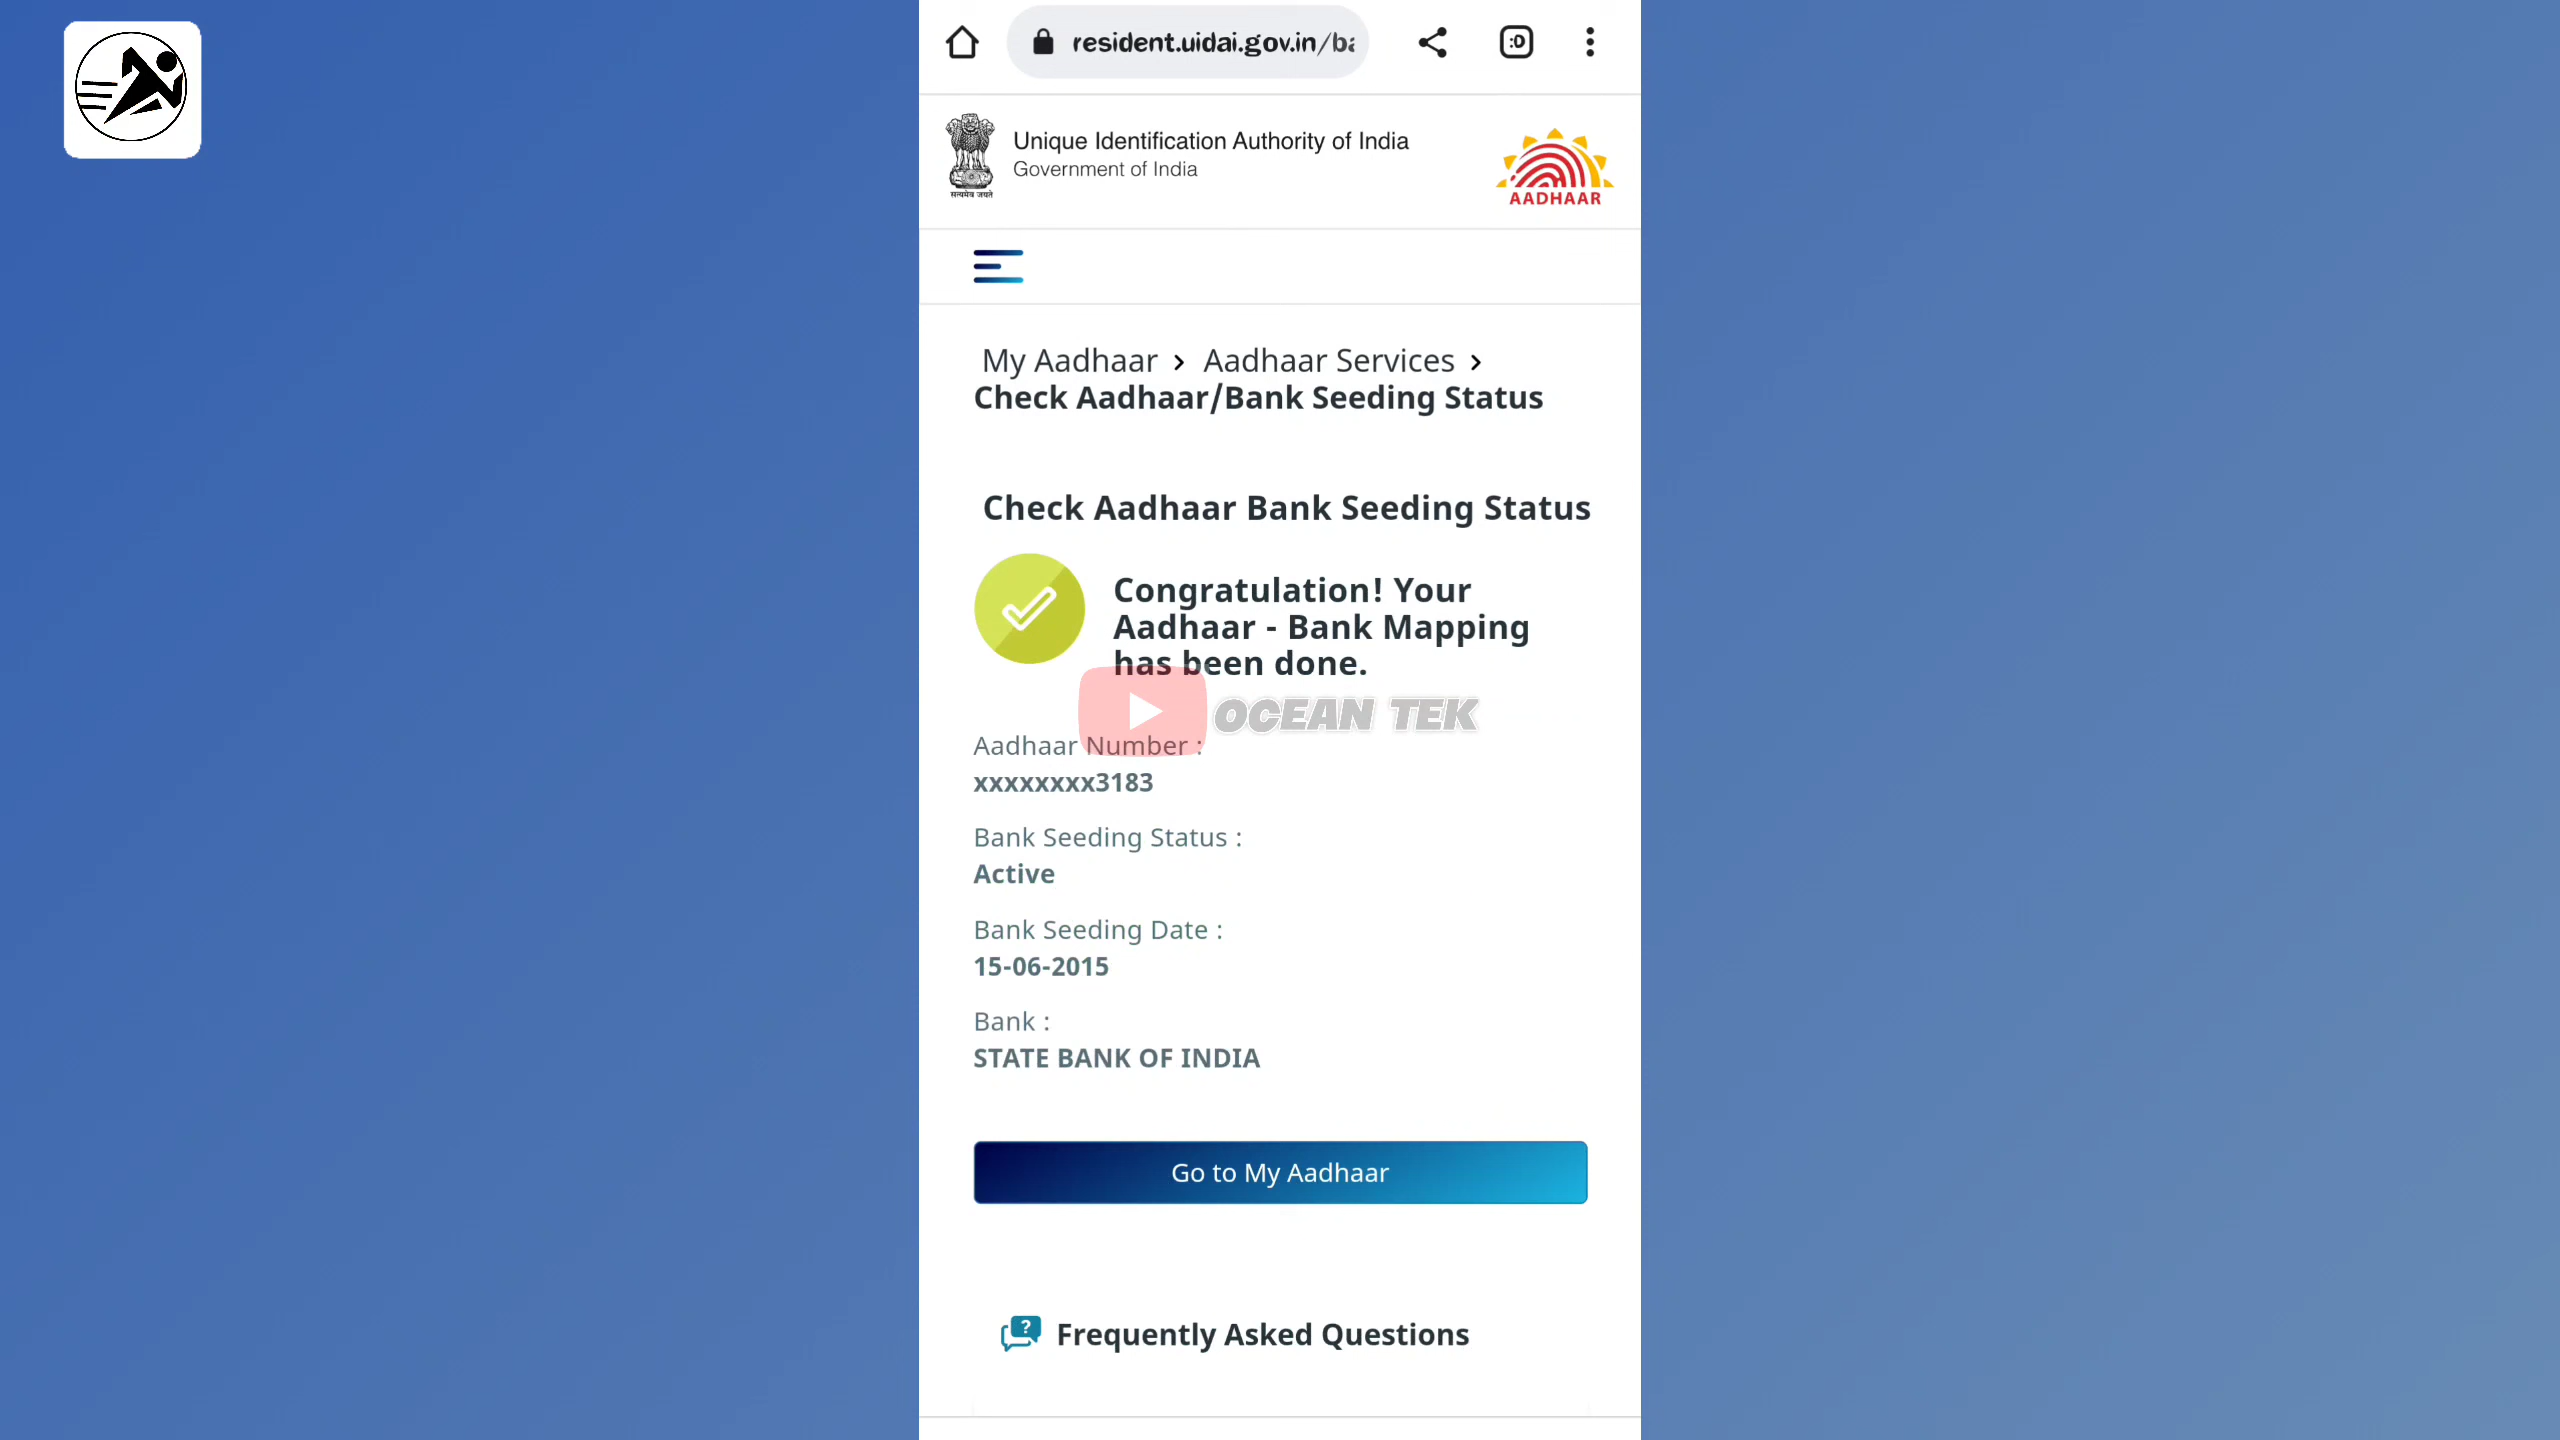 :D
resident.uidai.gov.in/ba
Unique Identification Authority of India
Government of India
सत्यमेव जयते
AADHAAR
My Aadhaar › Aadhaar Services ›
Check Aadhaar/Bank Seeding Status
Check Aadhaar Bank Seeding Status
Congratulation! Your
Aadhaar - Bank Mapping
has been done.
OCEAN TEK
Aadhaar Number :
xxxxxxxx3183
Bank Seeding Status :
Active
Bank Seeding Date :
15-06-2015
Bank :
STATE BANK OF INDIA
Go to My Aadhaar
Frequently Asked Questions